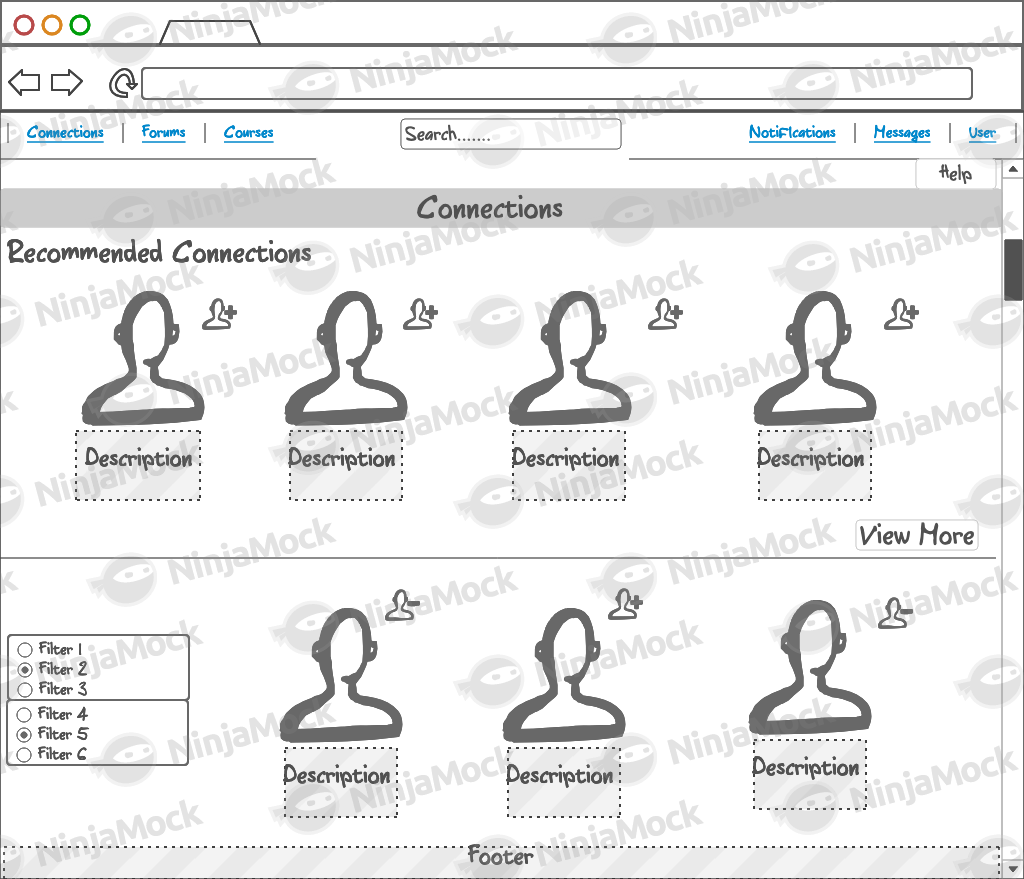 Connections Forums Courses Search....... Notifications Messages User
Help
Connections
Recommended Connections
Description Description Description Description
View More
Filter 1
Filter 2
Filter 3
Filter 4
Filter 5
Filter 6
Description Description Description
Footer
NinjaMock